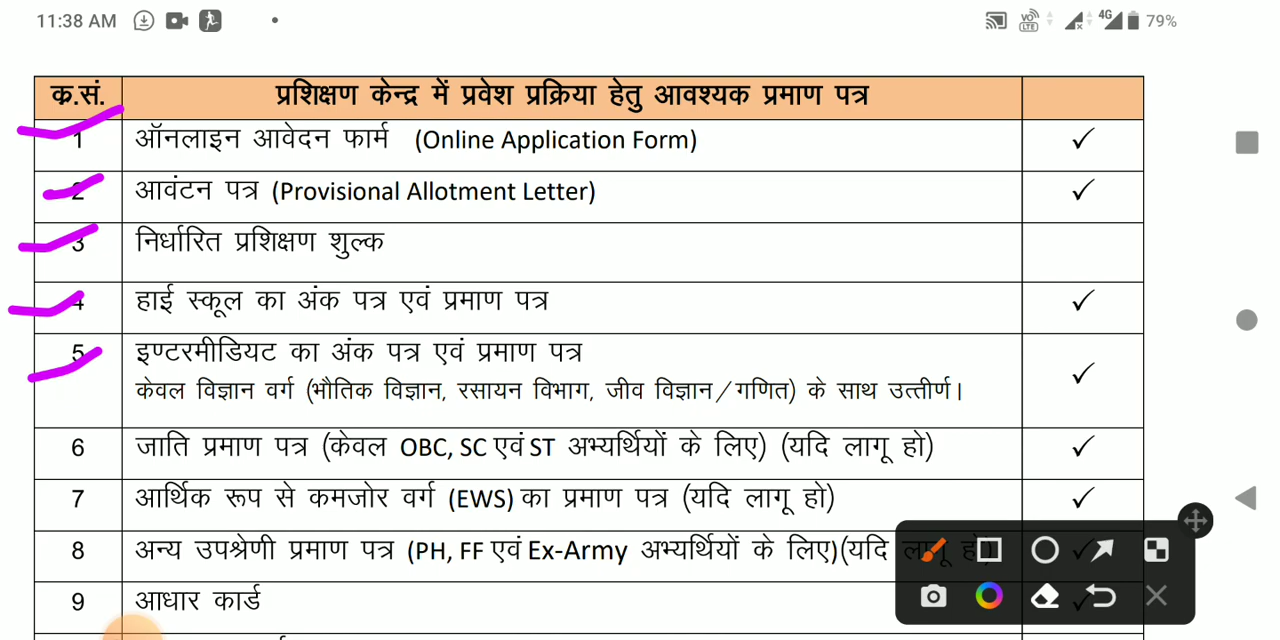 11:38 AM
VO LTE 4G 79%
क्र.सं. प्रशिक्षण केन्द्र में प्रवेश प्रक्रिया हेतु आवश्यक प्रमाण पत्र
1 ऑनलाइन आवेदन फार्म (Online Application Form) ✓
2 आवंटन पत्र (Provisional Allotment Letter) ✓
3 निर्धारित प्रशिक्षण शुल्क
4 हाई स्कूल का अंक पत्र एवं प्रमाण पत्र ✓
5 इण्टरमीडियट का अंक पत्र एवं प्रमाण पत्र
केवल विज्ञान वर्ग (भौतिक विज्ञान, रसायन विभाग, जीव विज्ञान/गणित) के साथ उत्तीर्ण। ✓
6 जाति प्रमाण पत्र (केवल OBC, SC एवं ST अभ्यर्थियों के लिए) (यदि लागू हो) ✓
7 आर्थिक रूप से कमजोर वर्ग (EWS) का प्रमाण पत्र (यदि लागू हो) ✓
8 अन्य उपश्रेणी प्रमाण पत्र (PH, FF एवं Ex-Army अभ्यर्थियों के लिए)(यदि लागू हो) ✓
9 आधार कार्ड ✓